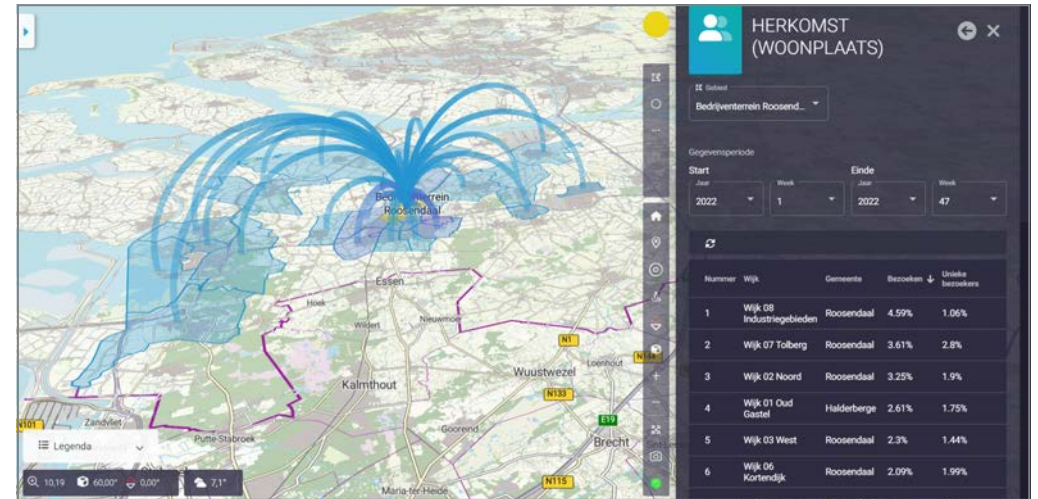 HERKOMST
(WOONPLAATS)
Gebied
Bedrijventerrein Roosend...
Gegevensperiode
Start
Einde
Jaar
Week
Jaar
Week
2022
1
2022
47
Nummer Wijk Gemeente Bezoeken ↓ Unieke bezoekers
1 Wijk 08 Industriegebieden Roosendaal 4.59% 1.06%
2 Wijk 07 Tolberg Roosendaal 3.61% 2.8%
3 Wijk 02 Noord Roosendaal 3.25% 1.9%
4 Wijk 01 Oud Gastel Halderberge 2.61% 1.75%
5 Wijk 03 West Roosendaal 2.3% 1.44%
6 Wijk 06 Kortendijk Roosendaal 2.09% 1.99%
Bedrijventerrein
Roosendaal
Essen
Hoek
Wildert
Nieuwmoer
N1
Loenhout
Wuustwezel
N144
Kalmthout
N133
E19
N101
Zandvliet
Gooreind
Putte-Stabroek
Brecht
Sint
Legenda
N115
Maria-ter-Heide
10,19 60,00° 0,00° 7,1°